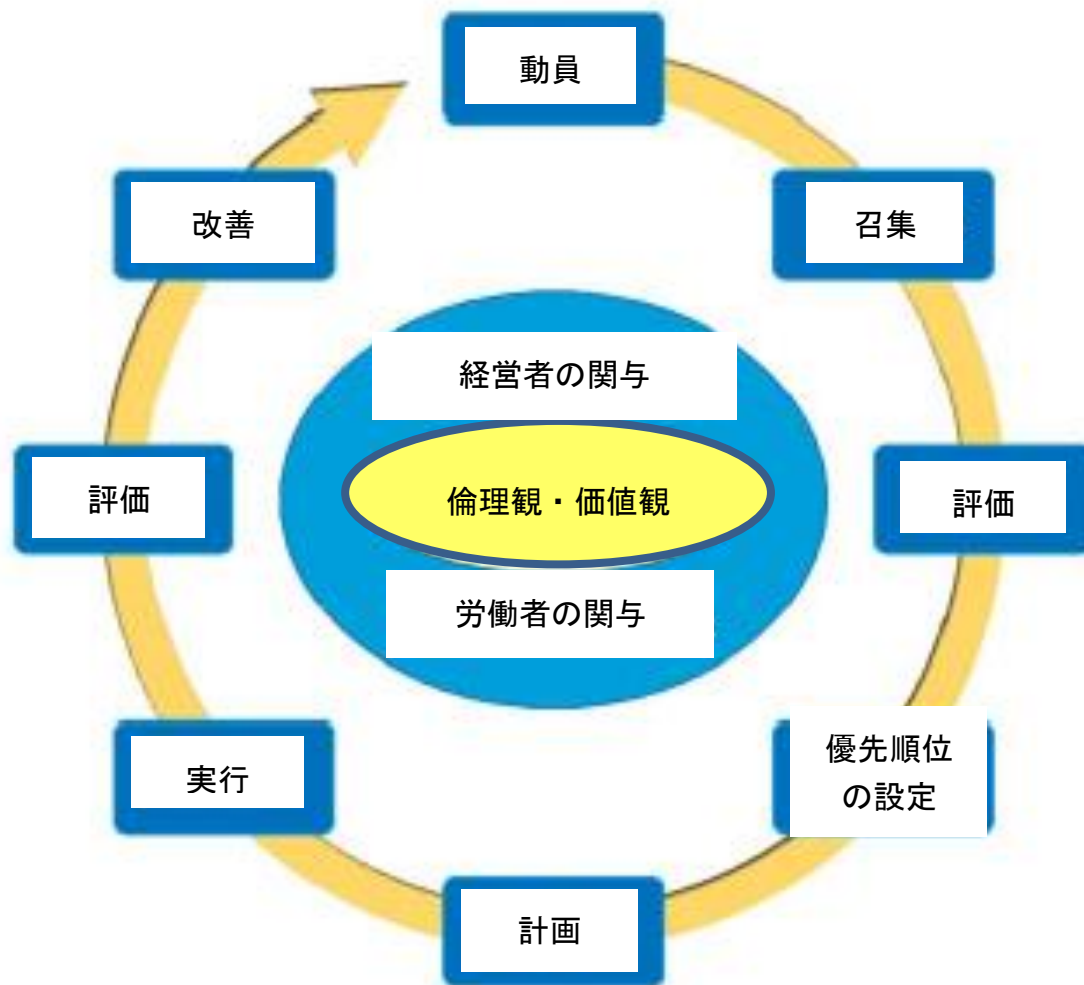 動員
改善
召集
経営者の関与
評価
倫理観・価値観
評価
労働者の関与
実行
優先順位
の設定
計画